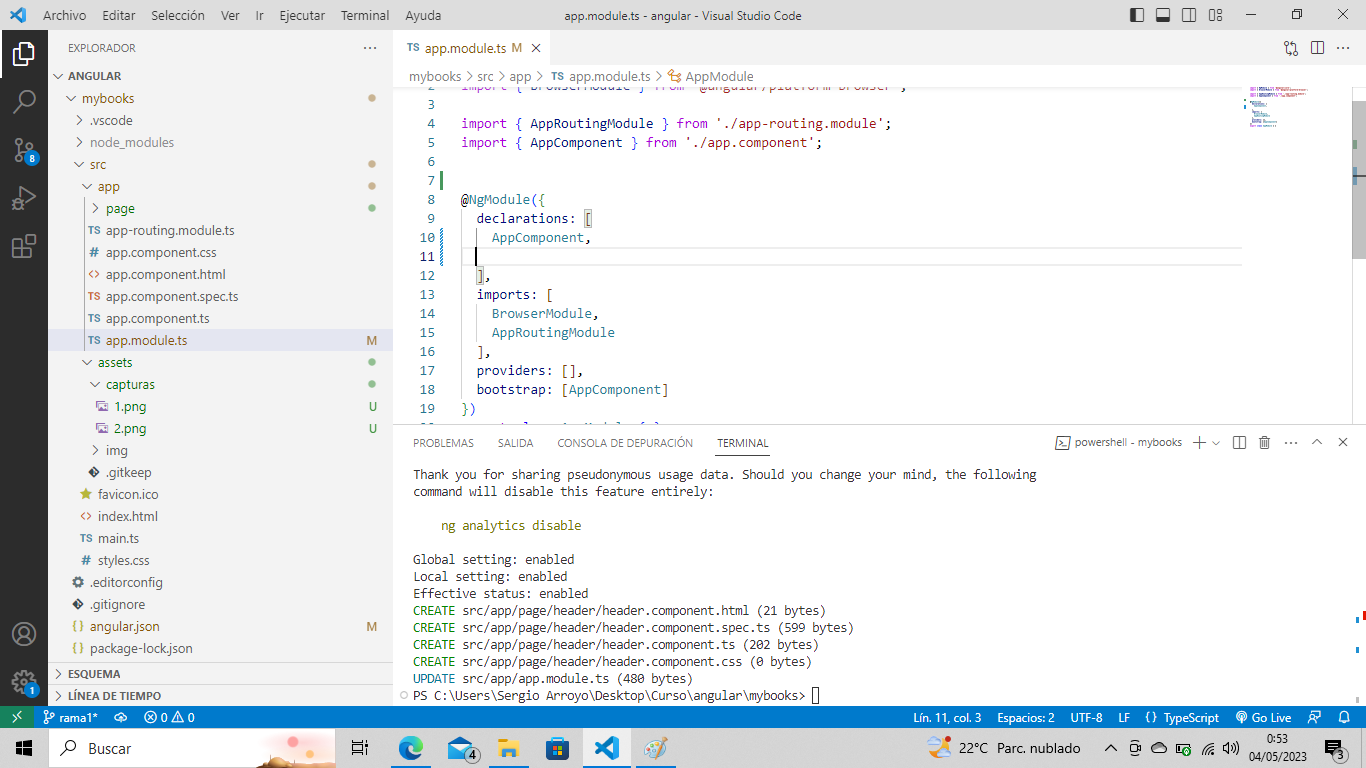 Archivo Editar Selección Ver Ir Ejecutar Terminal Ayuda
app.module.ts - angular - Visual Studio Code
EXPLORADOR
ANGULAR
mybooks
.vscode
node_modules
src
app
page
TS app-routing.module.ts
# app.component.css
<> app.component.html
TS app.component.spec.ts
TS app.component.ts
TS app.module.ts M
assets
capturas
1.png U
2.png U
img
.gitkeep
favicon.ico
<> index.html
TS main.ts
# styles.css
.editorconfig
.gitignore
{} angular.json M
{} package-lock.json
ESQUEMA
LÍNEA DE TIEMPO
8
1
TS app.module.ts M
mybooks > src > app > TS app.module.ts > AppModule
2 import { BrowserModule } from '@angular/platform-browser';
3
4 import { AppRoutingModule } from './app-routing.module';
5 import { AppComponent } from './app.component';
6
7
8 @NgModule({
9 declarations: [
10 AppComponent,
11
12 ],
13 imports: [
14 BrowserModule,
15 AppRoutingModule
16 ],
17 providers: [],
18 bootstrap: [AppComponent]
19 })
PROBLEMAS SALIDA CONSOLA DE DEPURACIÓN TERMINAL
powershell - mybooks
Thank you for sharing pseudonymous usage data. Should you change your mind, the following
command will disable this feature entirely:
ng analytics disable
Global setting: enabled
Local setting: enabled
Effective status: enabled
CREATE src/app/page/header/header.component.html (21 bytes)
CREATE src/app/page/header/header.component.spec.ts (599 bytes)
CREATE src/app/page/header/header.component.ts (202 bytes)
CREATE src/app/page/header/header.component.css (0 bytes)
UPDATE src/app/app.module.ts (480 bytes)
PS C:\Users\Sergio Arroyo\Desktop\Curso\angular\mybooks>
rama1* 0 0 Lín. 11, col. 3 Espacios: 2 UTF-8 LF {} TypeScript Go Live
Buscar
4
22°C Parc. nublado
0:53
04/05/2023
3